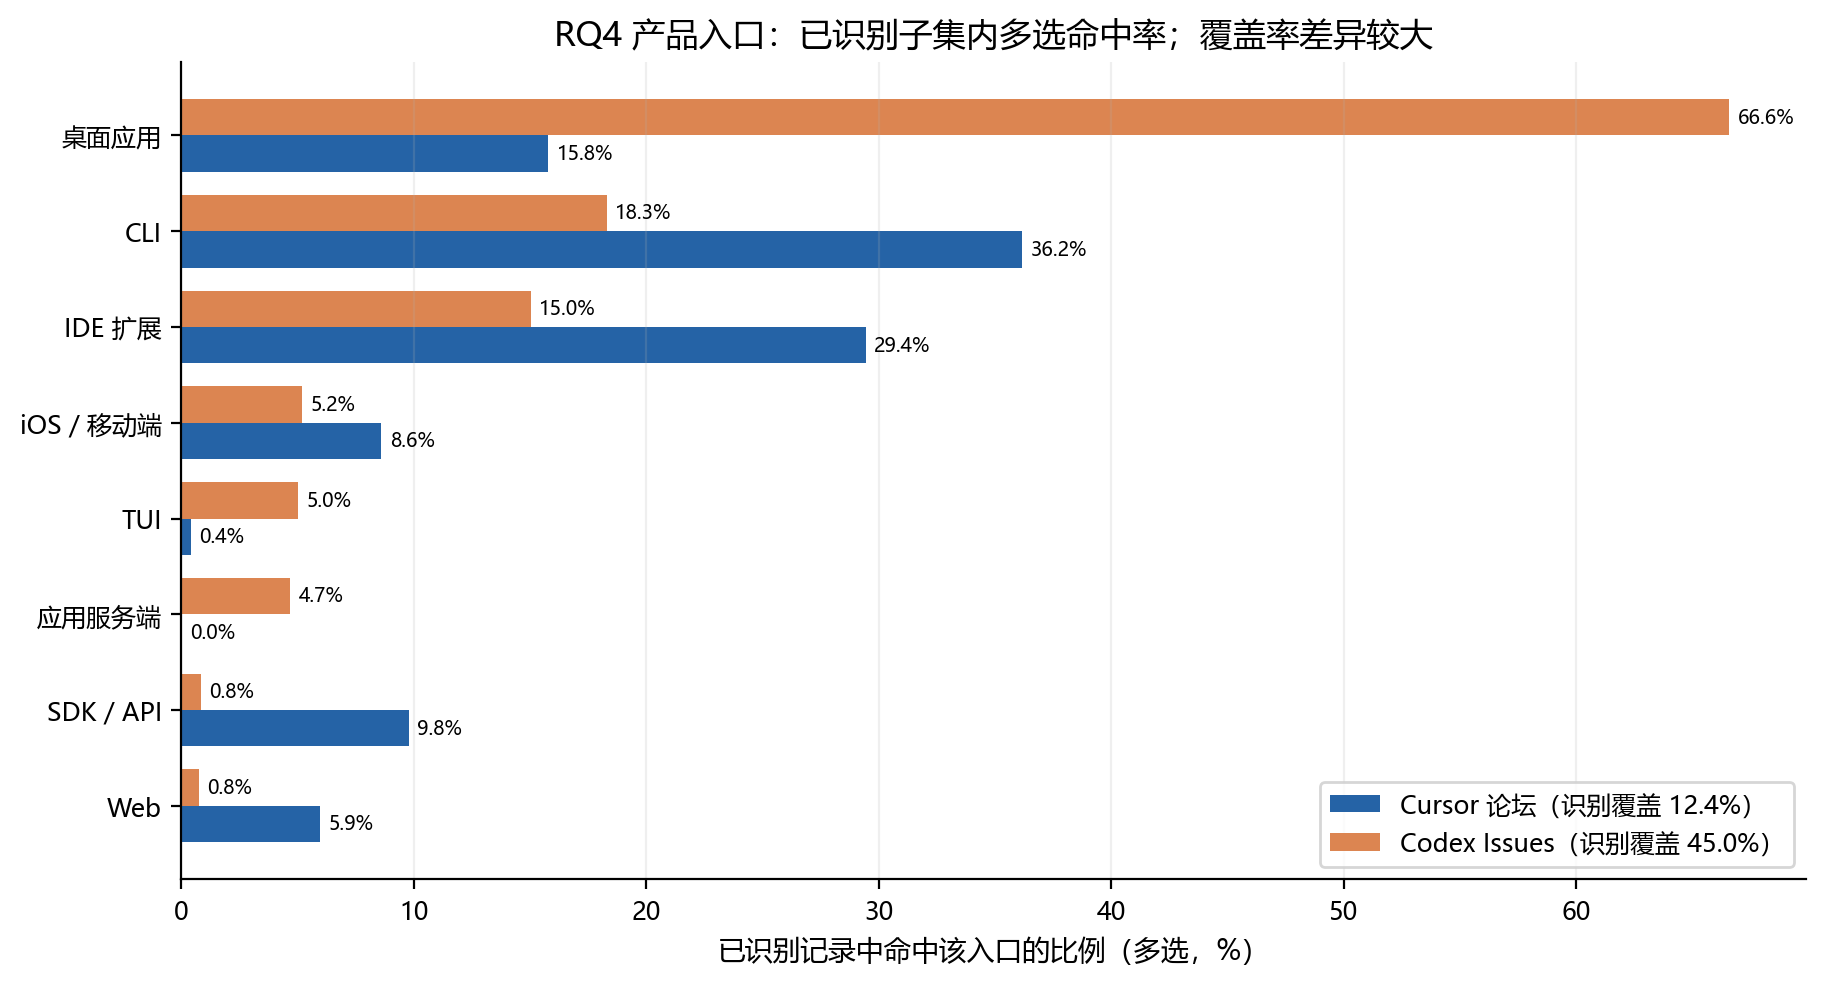 RQ4 产品入口：已识别子集内多选命中率；覆盖率差异较大
桌面应用
66.6%
15.8%
CLI
18.3%
36.2%
IDE 扩展
15.0%
29.4%
iOS / 移动端
5.2%
8.6%
TUI
5.0%
0.4%
应用服务端
4.7%
0.0%
SDK / API
0.8%
9.8%
Web
0.8%
5.9%
Cursor 论坛（识别覆盖 12.4%）
Codex Issues（识别覆盖 45.0%）
0 10 20 30 40 50 60
已识别记录中命中该入口的比例（多选，%）